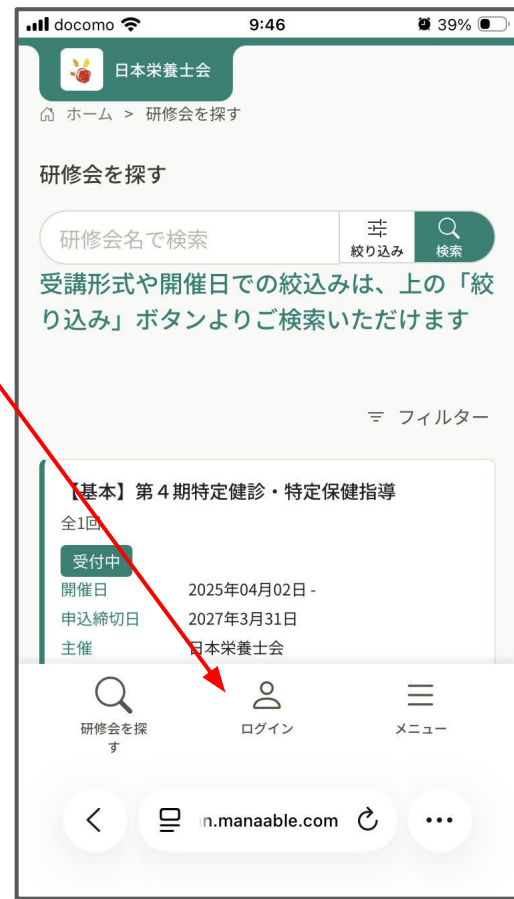 docomo 9:46 39%
日本栄養士会
ホーム > 研修会を探す
研修会を探す
研修会名で検索
絞り込み
検索
受講形式や開催日での絞込みは、上の「絞
り込み」ボタンよりご検索いただけます
フィルター
【基本】第４期特定健診・特定保健指導
全1回
受付中
開催日 2025年04月02日 -
申込締切日 2027年3月31日
主催 日本栄養士会
研修会を探
す
ログイン
メニュー
n.manaable.com